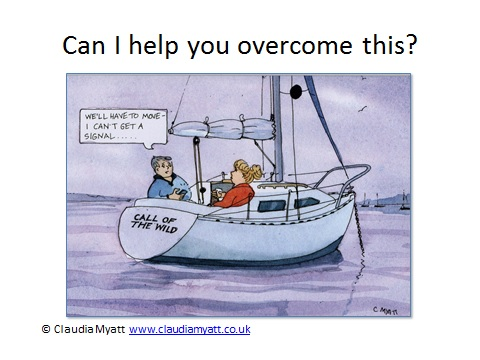 Can I help you overcome this?
WE'LL HAVE TO MOVE -
I CAN'T GET A
SIGNAL.....
CALL OF
THE WILD
C MYATT
© Claudia Myatt www.claudiamyatt.co.uk